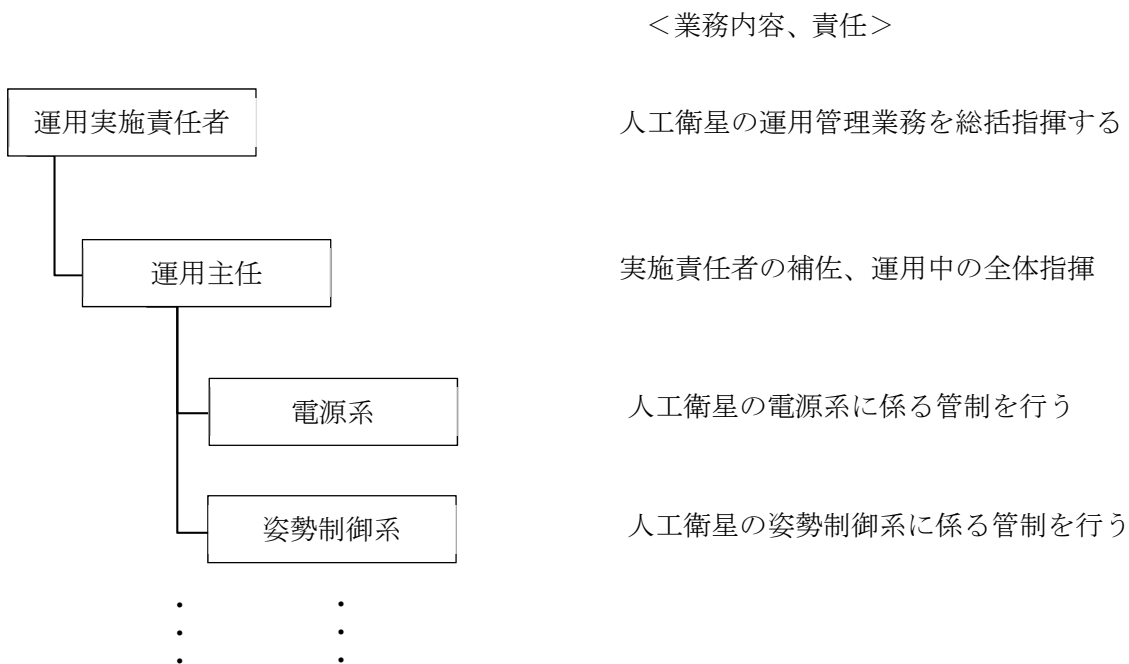 ＜業務内容、責任＞
運用実施責任者
人工衛星の運用管理業務を総括指揮する
運用主任
実施責任者の補佐、運用中の全体指揮
電源系
人工衛星の電源系に係る管制を行う
姿勢制御系
人工衛星の姿勢制御系に係る管制を行う